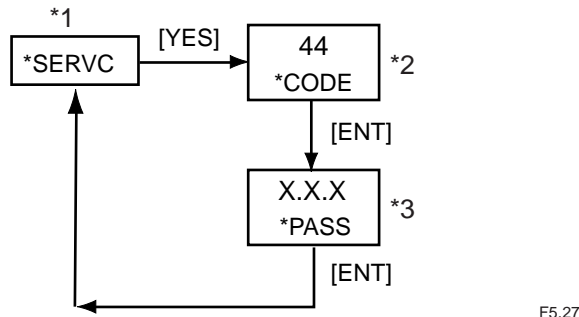 *1
*SERVC
[YES]
44
*CODE
*2
[ENT]
X.X.X
*PASS
*3
[ENT]
F5.27